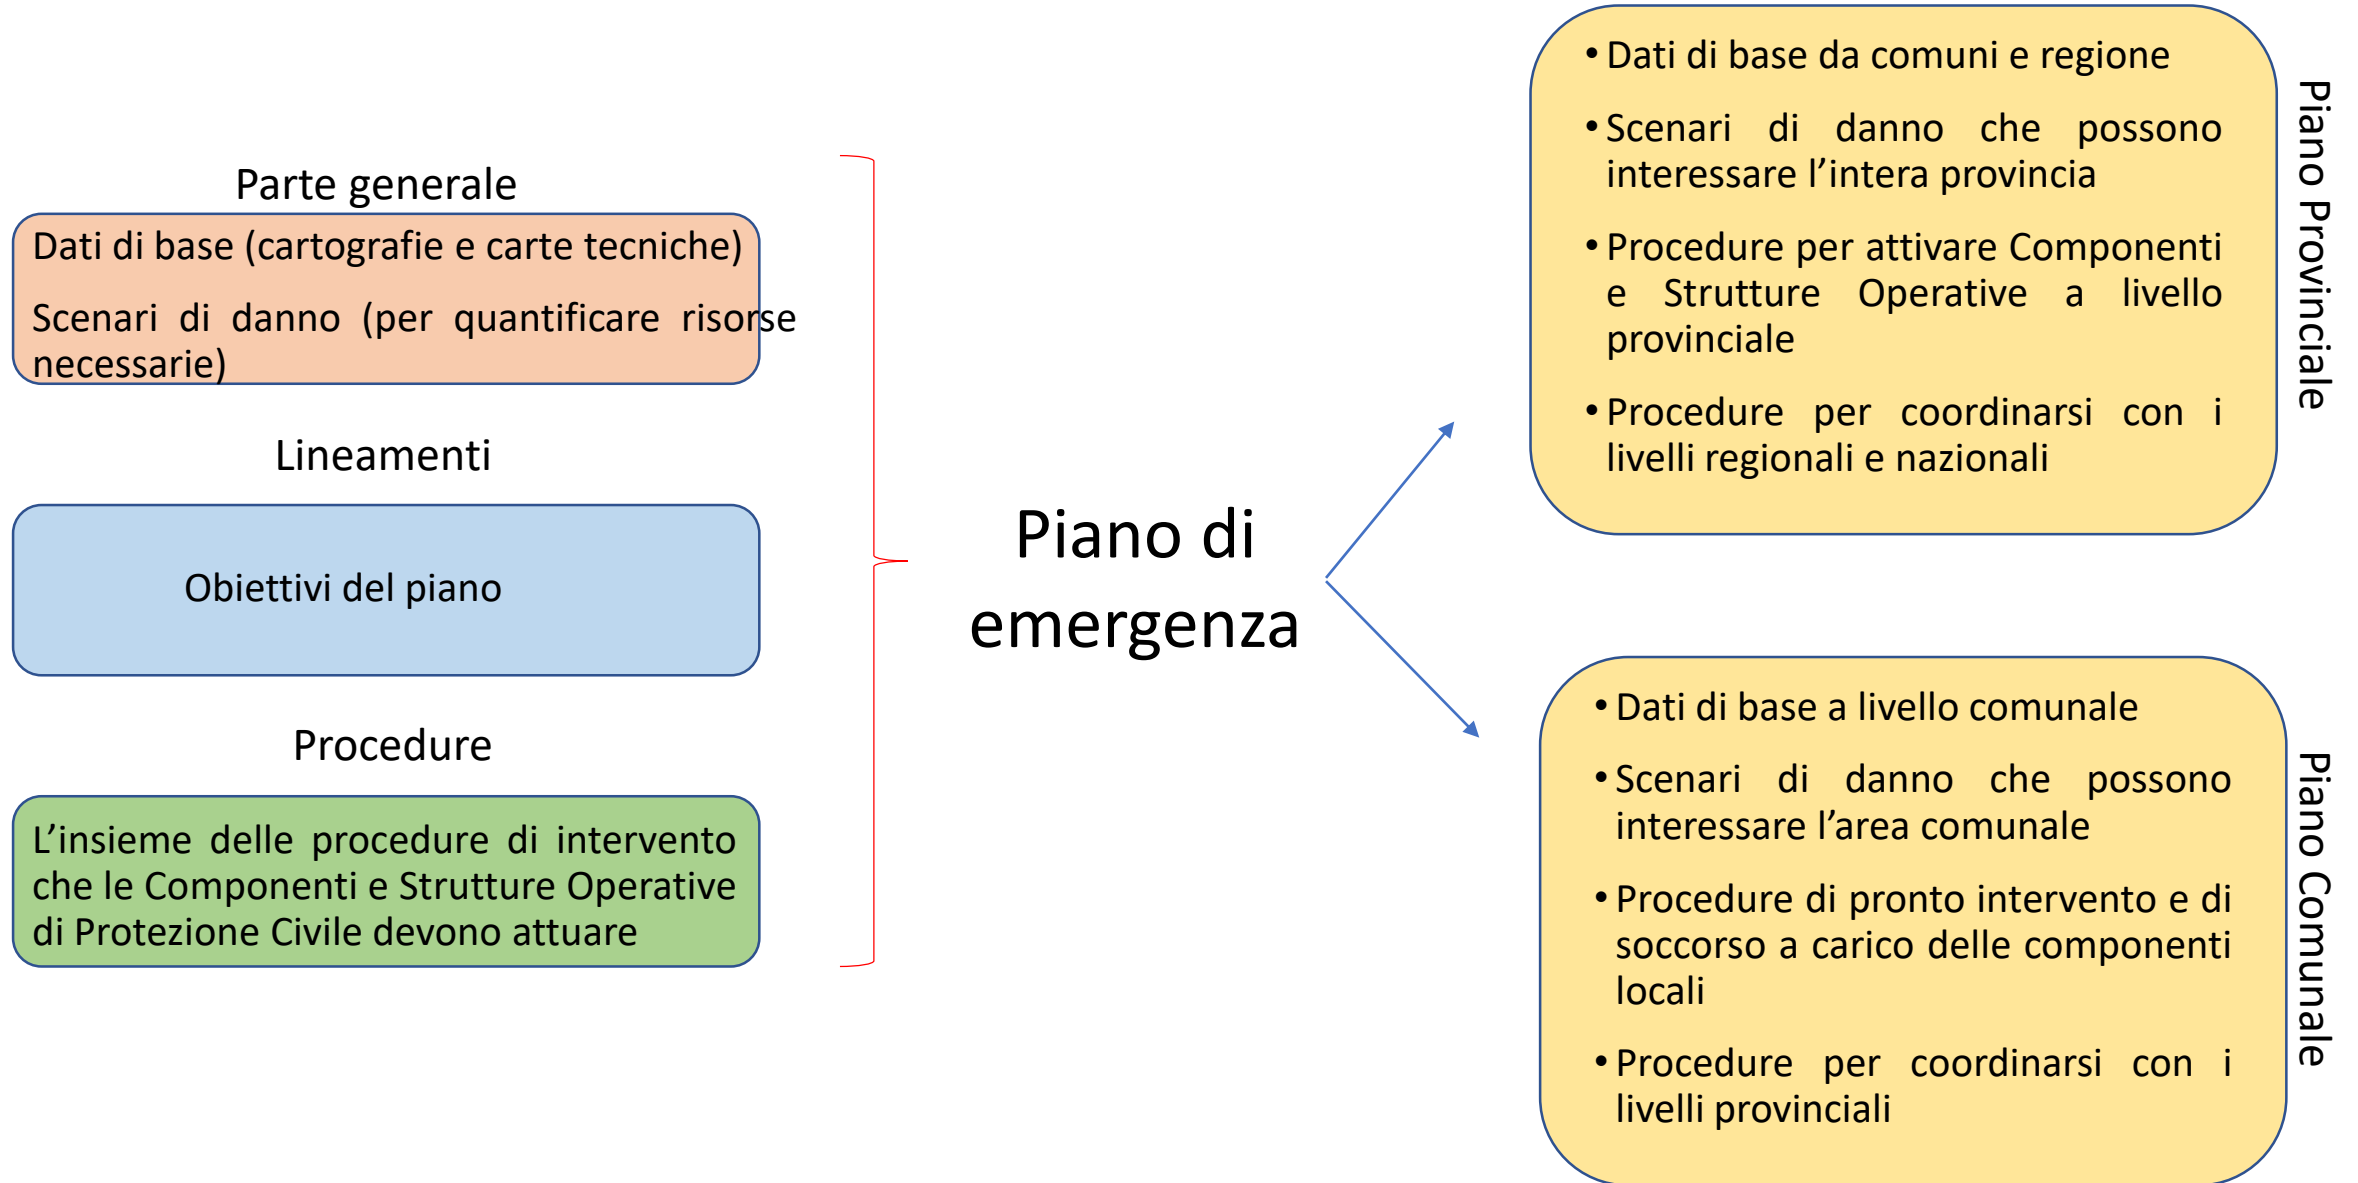 Parte generale
Dati di base (cartografie e carte tecniche)
Scenari di danno (per quantificare risorse
necessarie)
Lineamenti
Obiettivi del piano
Procedure
L’insieme delle procedure di intervento
che le Componenti e Strutture Operative
di Protezione Civile devono attuare
Piano di
emergenza
• Dati di base da comuni e regione
• Scenari di danno che possono
interessare l’intera provincia
• Procedure per attivare Componenti
e Strutture Operative a livello
provinciale
• Procedure per coordinarsi con i
livelli regionali e nazionali
Piano Provinciale
• Dati di base a livello comunale
• Scenari di danno che possono
interessare l’area comunale
• Procedure di pronto intervento e di
soccorso a carico delle componenti
locali
• Procedure per coordinarsi con i
livelli provinciali
Piano Comunale